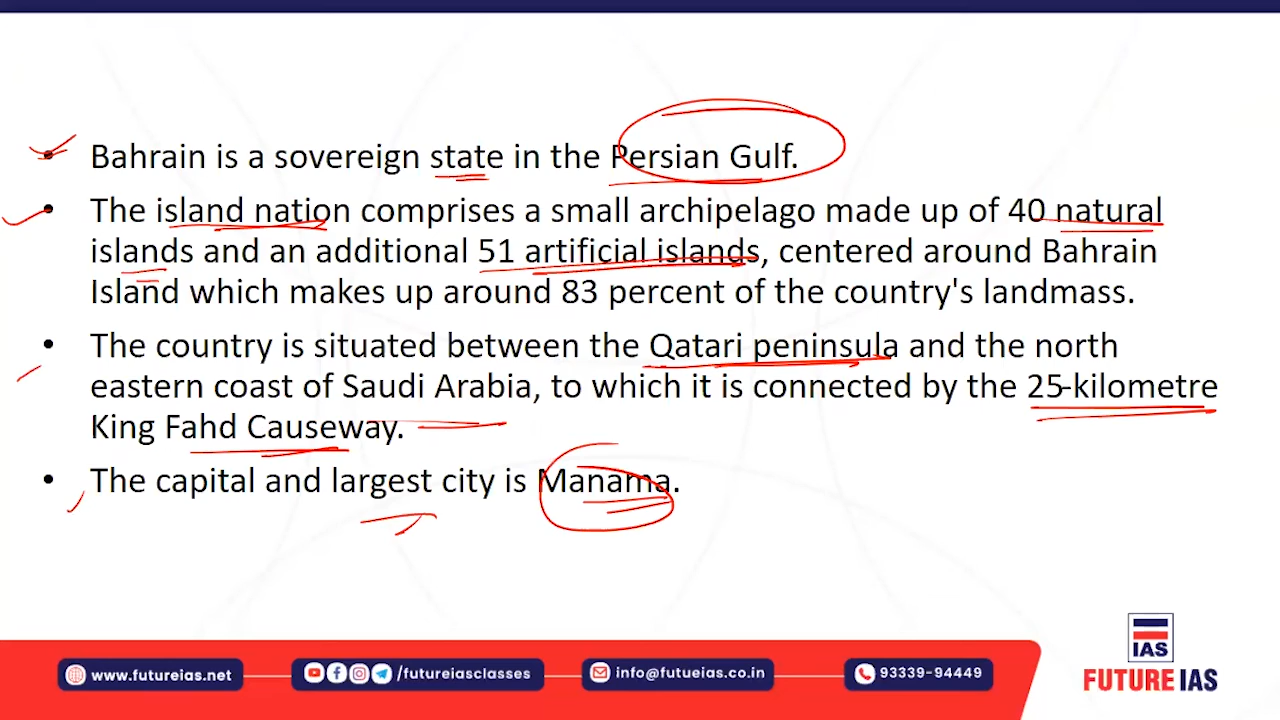 • Bahrain is a sovereign state in the Persian Gulf.
• The island nation comprises a small archipelago made up of 40 natural
islands and an additional 51 artificial islands, centered around Bahrain
Island which makes up around 83 percent of the country's landmass.
• The country is situated between the Qatari peninsula and the north
eastern coast of Saudi Arabia, to which it is connected by the 25-kilometre
King Fahd Causeway.
• The capital and largest city is Manama.
IAS
FUTURE IAS
www.futureias.net
/futureiasclasses
info@futueias.co.in
93339-94449